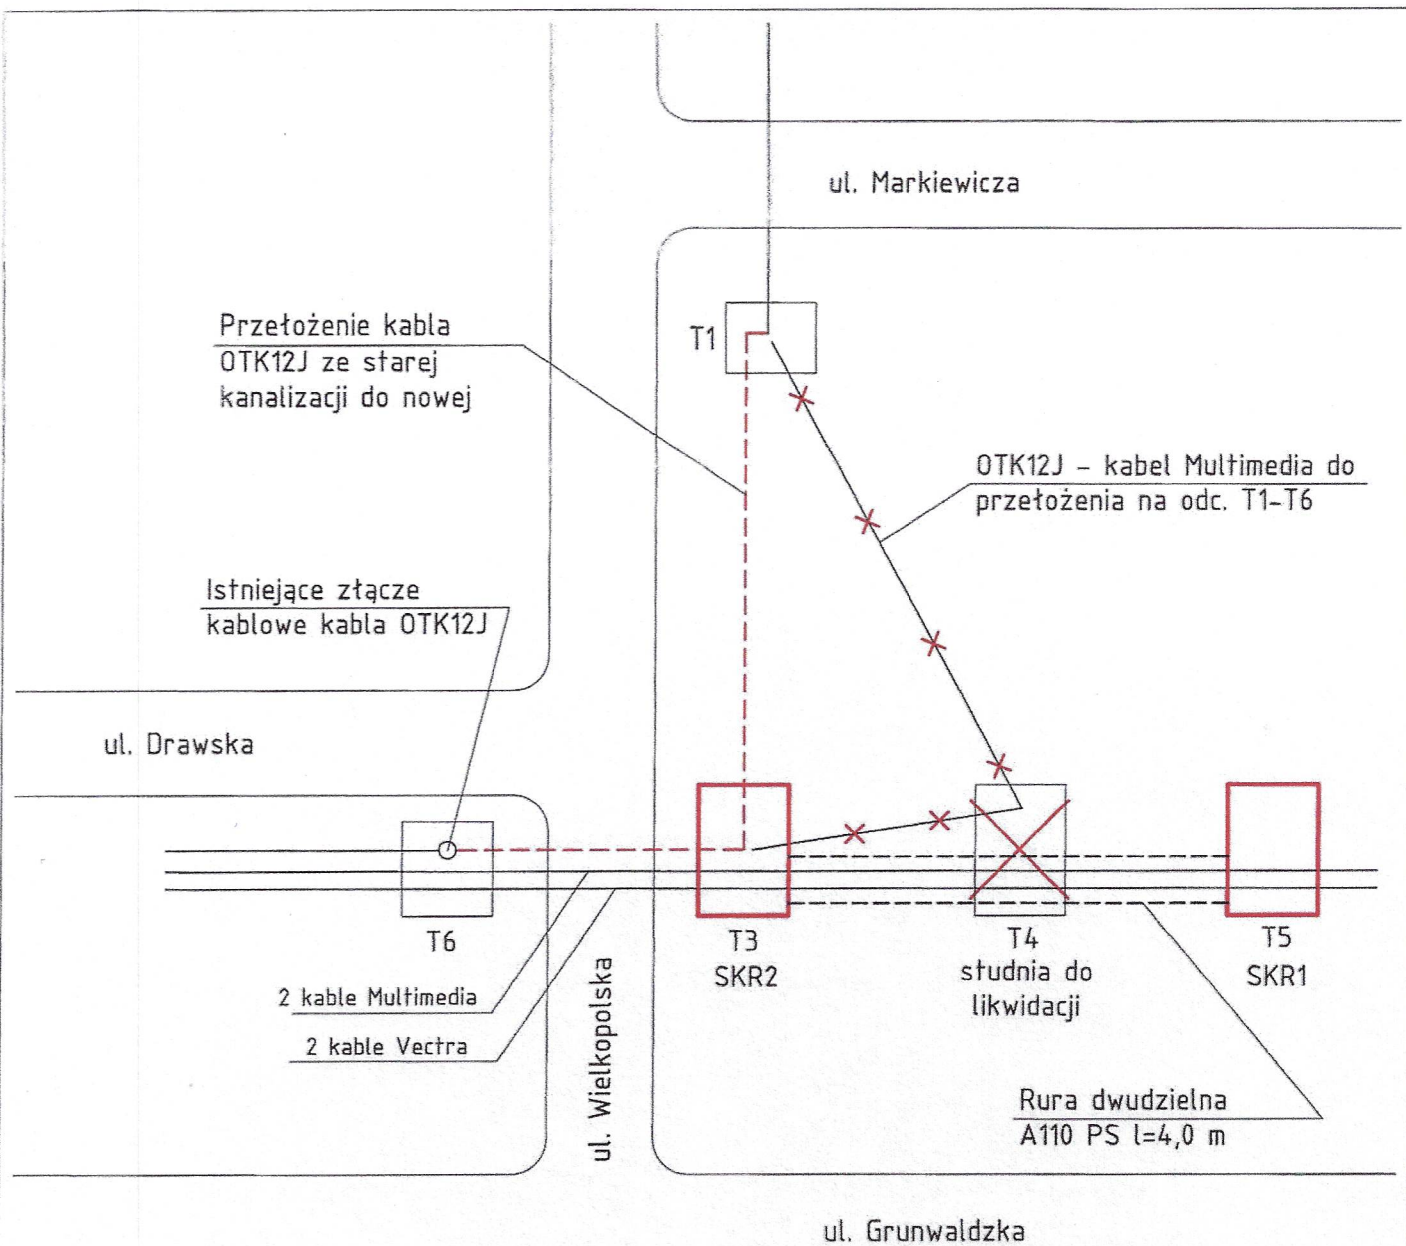 ul. Markiewicza
Przełożenie kabla
OTK12J ze starej
kanalizacji do nowej
T1
OTK12J - kabel Multimedia do
przełożenia na odc. T1-T6
Istniejące złącze
kablowe kabla OTK12J
ul. Drawska
T6
T3
SKR2
T4
studnia do
likwidacji
T5
SKR1
2 kable Multimedia
2 kable Vectra
ul. Wielkopolska
Rura dwudzielna
A110 PS l=4,0 m
ul. Grunwaldzka